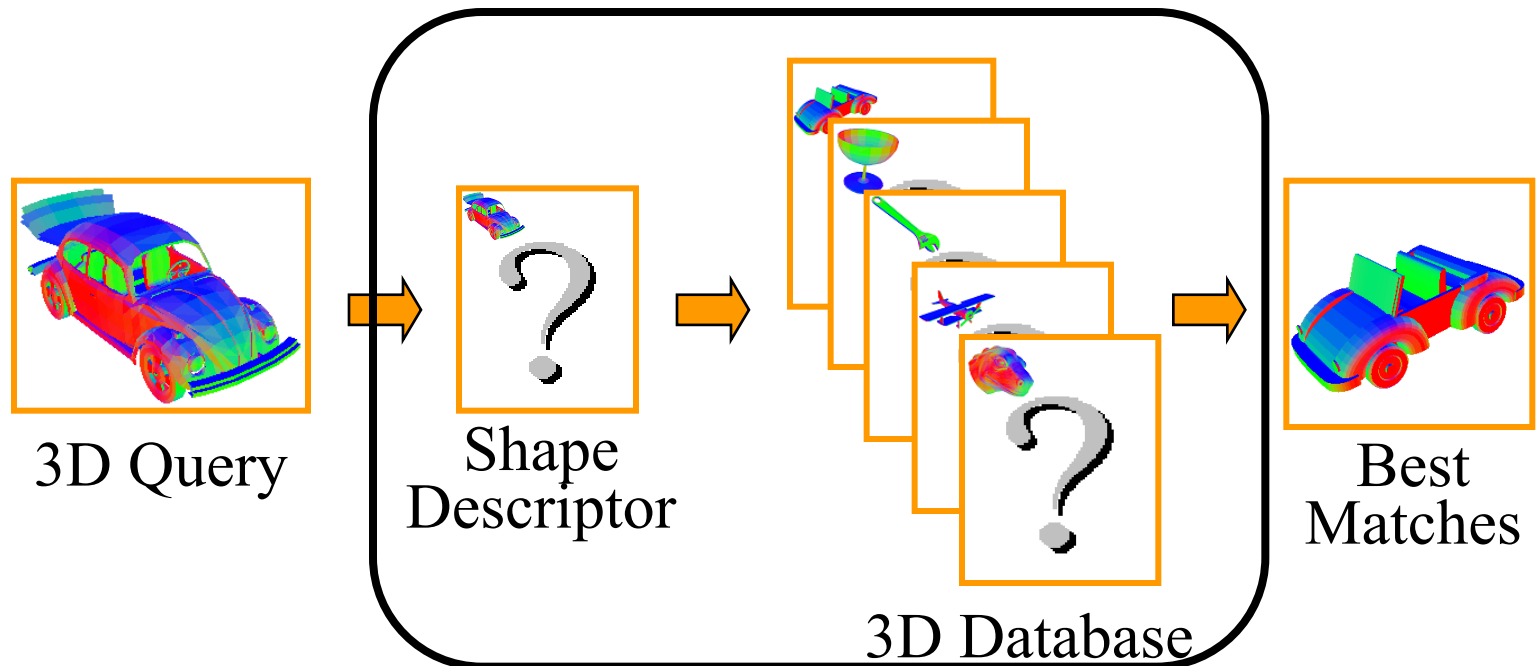 3D Query
Shape
Descriptor
?
?
3D Database
Best
Matches